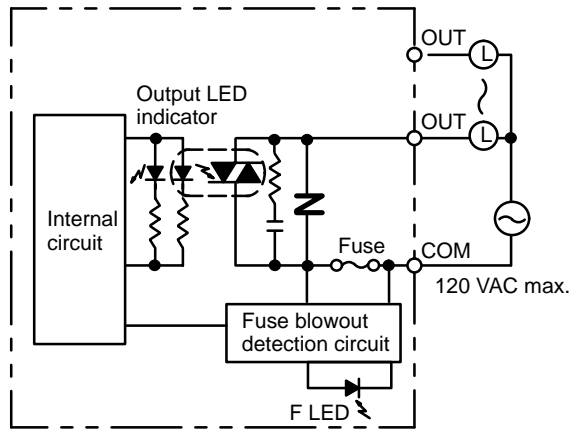 OUT
L
Output LED
indicator
OUT
L
Internal
circuit
Fuse
COM
120 VAC max.
Fuse blowout
detection circuit
F LED